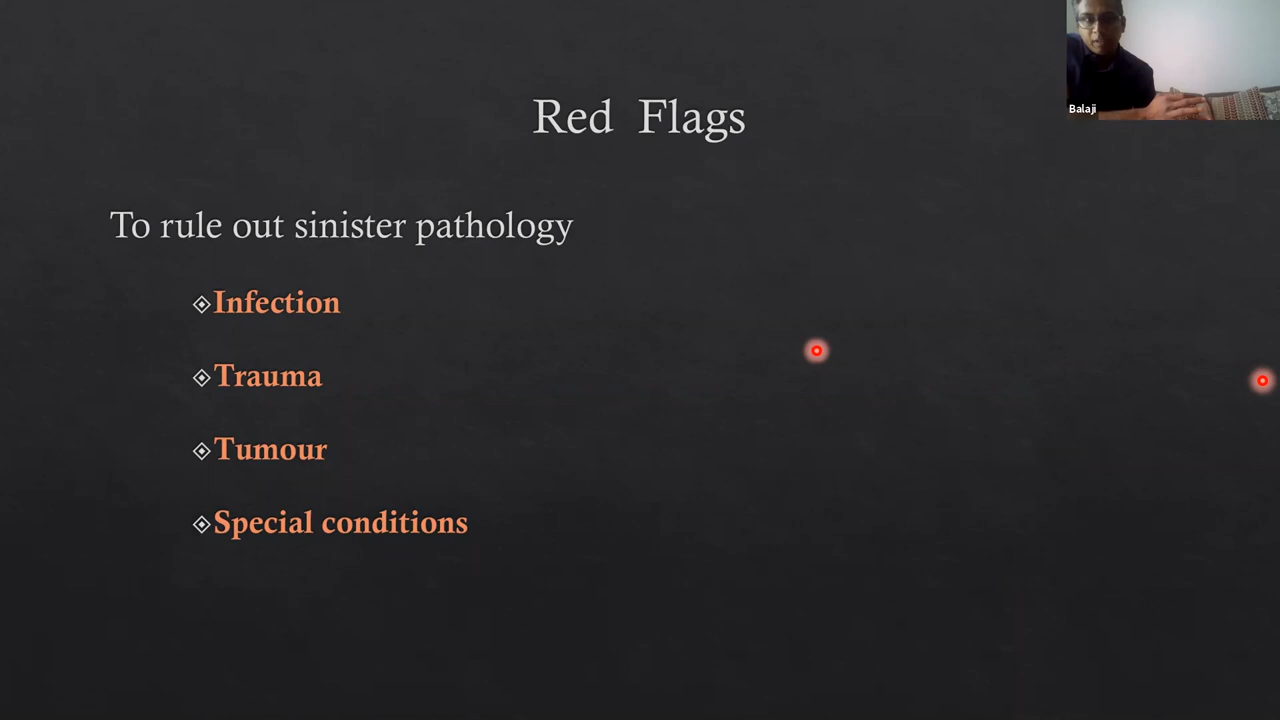 Balaji
Red Flags
To rule out sinister pathology
Infection
Trauma
Tumour
Special conditions